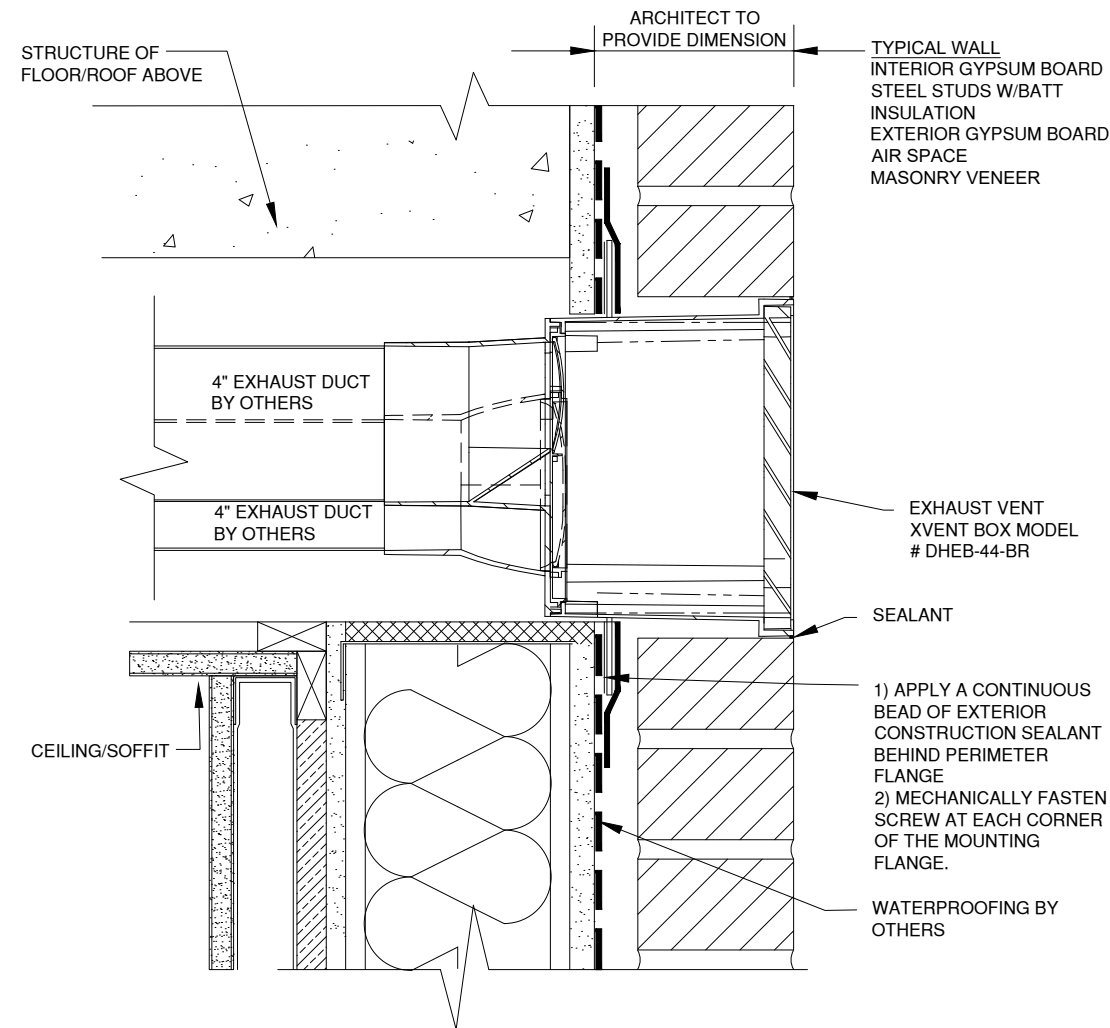 ARCHITECT TO
PROVIDE DIMENSION
STRUCTURE OF
FLOOR/ROOF ABOVE
TYPICAL WALL
INTERIOR GYPSUM BOARD
STEEL STUDS W/BATT
INSULATION
EXTERIOR GYPSUM BOARD
AIR SPACE
MASONRY VENEER
4" EXHAUST DUCT
BY OTHERS
4" EXHAUST DUCT
BY OTHERS
EXHAUST VENT
XVENT BOX MODEL
# DHEB-44-BR
SEALANT
CEILING/SOFFIT
1) APPLY A CONTINUOUS
BEAD OF EXTERIOR
CONSTRUCTION SEALANT
BEHIND PERIMETER
FLANGE
2) MECHANICALLY FASTEN
SCREW AT EACH CORNER
OF THE MOUNTING
FLANGE.
WATERPROOFING BY
OTHERS